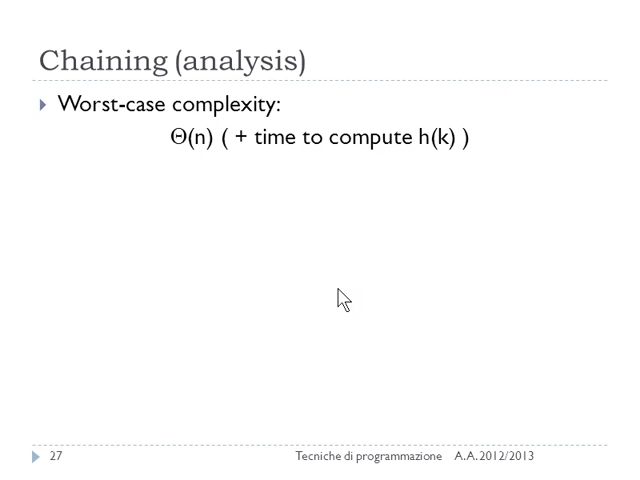 Chaining (analysis)
Worst-case complexity:
Θ(n) ( + time to compute h(k) )
27 Tecniche di programmazione A.A. 2012/2013